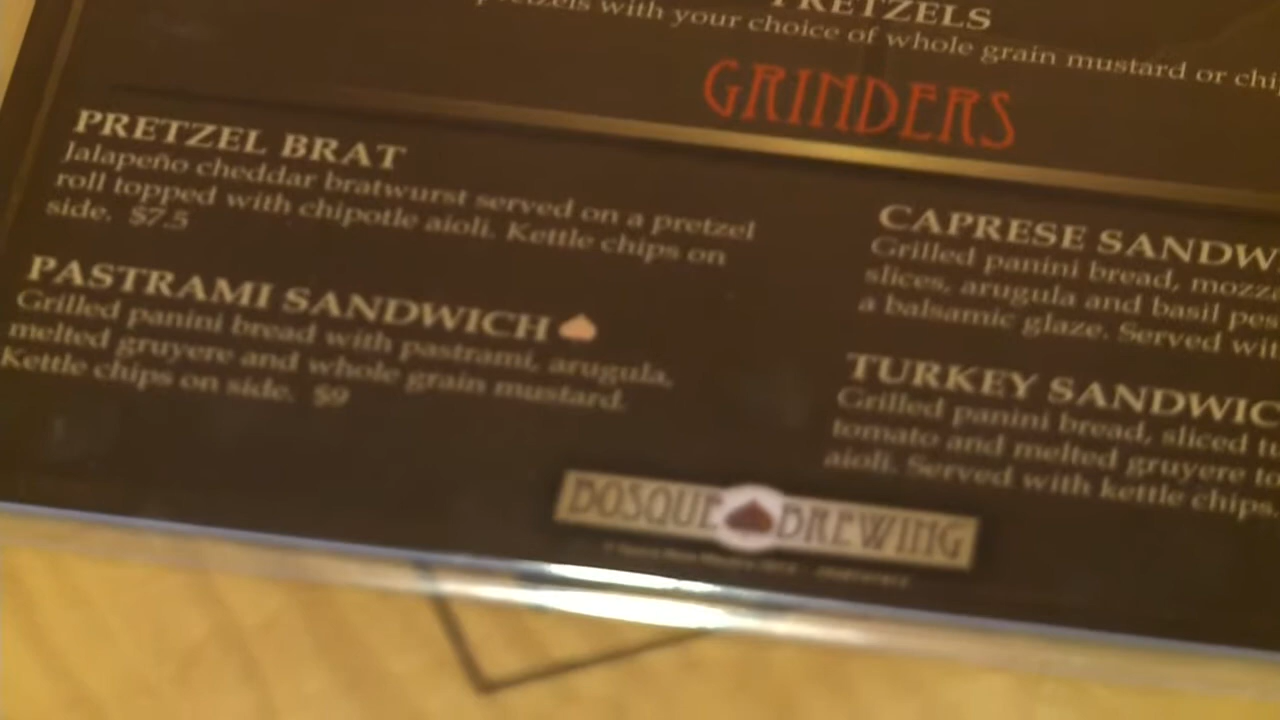 PRETZELS
pretzels with your choice of whole grain mustard or chi
GRINDERS
PRETZEL BRAT
Jalapeño cheddar bratwurst served on a pretzel
roll topped with chipotle aioli. Kettle chips on
side. $7.5
PASTRAMI SANDWICH
Grilled panini bread with pastrami, arugula,
melted gruyere and whole grain mustard.
Kettle chips on side. $9
CAPRESE SANDW
Grilled panini bread, mozz
slices, arugula and basil pes
a balsamic glaze. Served wit
TURKEY SANDWIC
Grilled panini bread, sliced tu
tomato and melted gruyere to
aioli. Served with kettle chips.
BOSQUE BREWING